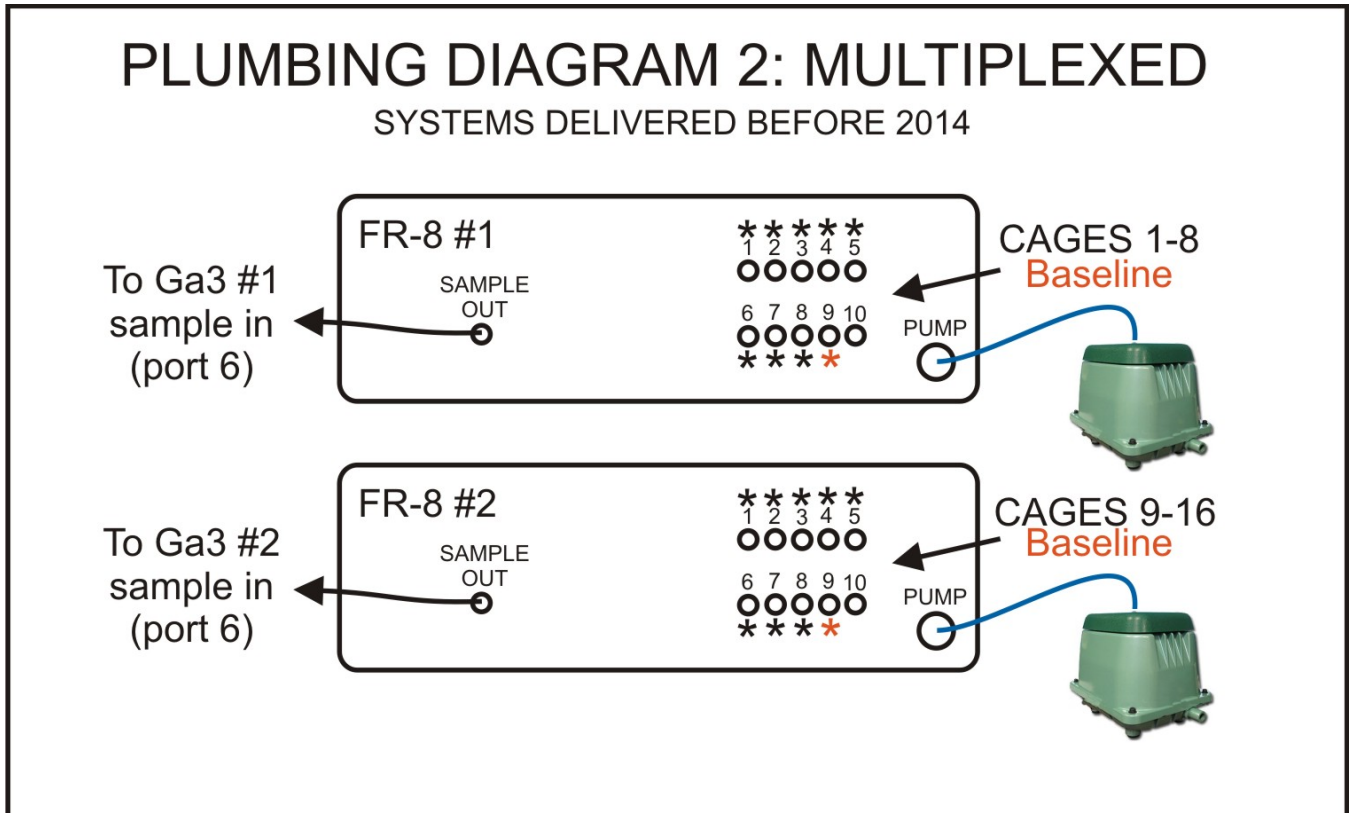 PLUMBING DIAGRAM 2: MULTIPLEXED
SYSTEMS DELIVERED BEFORE 2014
FR-8 #1
To Ga3 #1
sample in
(port 6)
SAMPLE
OUT
* * * * *
1 2 3 4 5
6 7 8 9 10
* * * *
PUMP
CAGES 1-8
Baseline
FR-8 #2
To Ga3 #2
sample in
(port 6)
SAMPLE
OUT
* * * * *
1 2 3 4 5
6 7 8 9 10
* * * *
PUMP
CAGES 9-16
Baseline